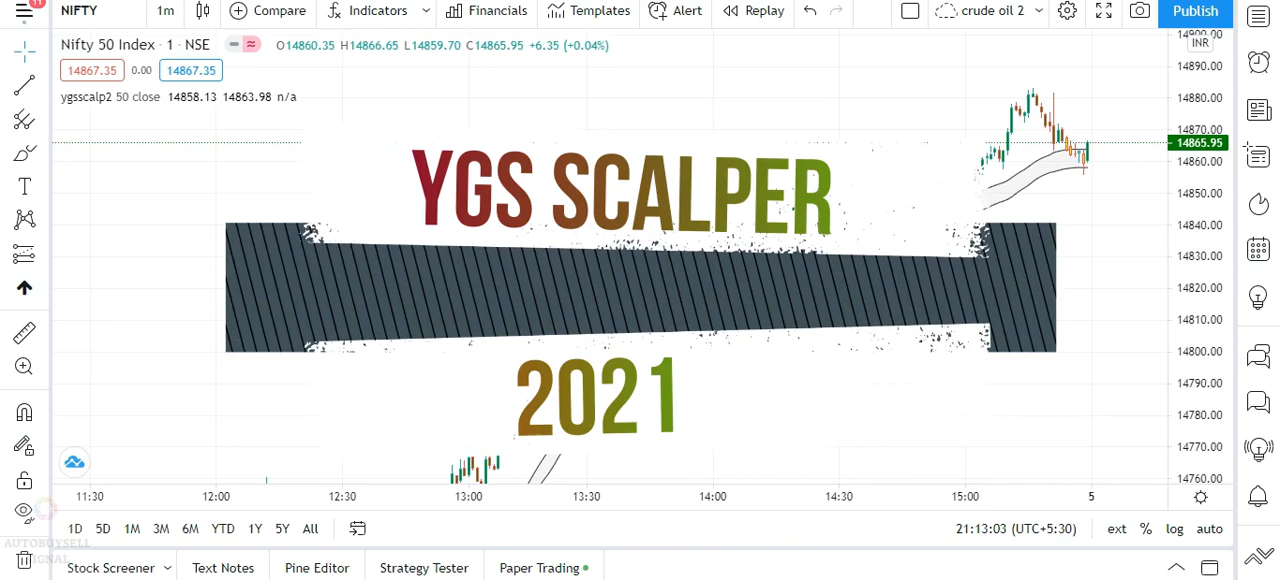 11
NIFTY 1m Compare Indicators Financials Templates Alert Replay crude oil 2 Publish
Nifty 50 Index · 1 · NSE O14860.35 H14866.65 L14859.70 C14865.95 +6.35 (+0.04%)
14867.35 0.00 14867.35
ygsscalp2 50 close 14858.13 14863.98 n/a
14900.00
INR
14890.00
14880.00
14870.00
14865.95
14860.00
14850.00
14840.00
14830.00
14820.00
14810.00
14800.00
14790.00
14780.00
14770.00
14760.00
YGS SCALPER
2021
11:30 12:00 12:30 13:00 13:30 14:00 14:30 15:00 5
1D 5D 1M 3M 6M YTD 1Y 5Y All 21:13:03 (UTC+5:30) ext % log auto
AUTOBUYSELL
SIGNAL
Stock Screener Text Notes Pine Editor Strategy Tester Paper Trading